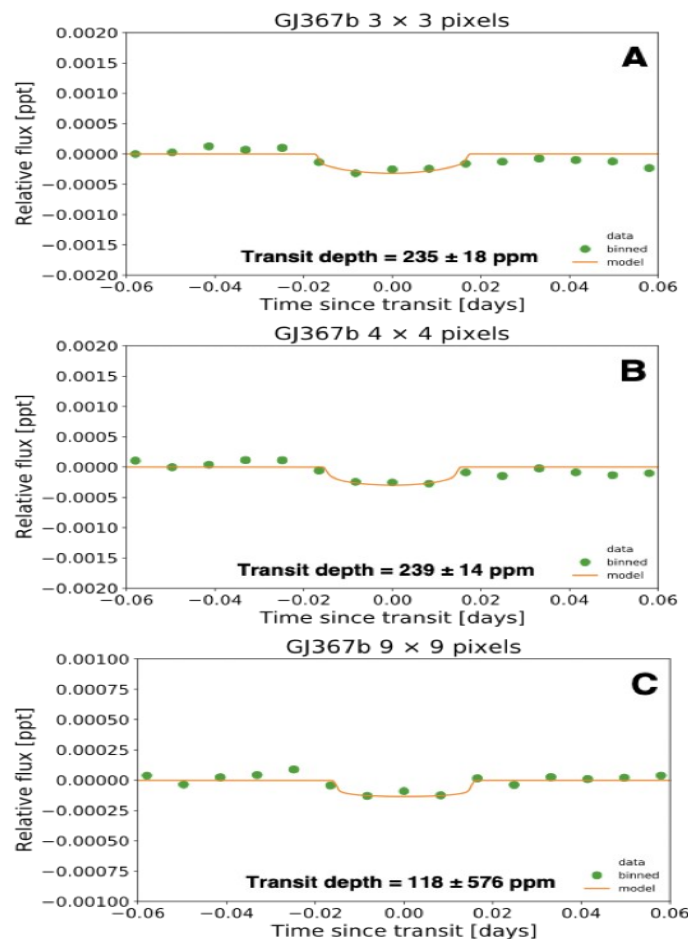 GJ367b 3 × 3 pixels
A
0.0020
0.0015
0.0010
0.0005
0.0000
−0.0005
−0.0010
−0.0015
−0.0020
Relative flux [ppt]
Transit depth = 235 ± 18 ppm
data
binned
model
−0.06 −0.04 −0.02 0.00 0.02 0.04 0.06
Time since transit [days]
GJ367b 4 × 4 pixels
B
0.0020
0.0015
0.0010
0.0005
0.0000
−0.0005
−0.0010
−0.0015
−0.0020
Relative flux [ppt]
Transit depth = 239 ± 14 ppm
data
binned
model
−0.06 −0.04 −0.02 0.00 0.02 0.04 0.06
Time since transit [days]
GJ367b 9 × 9 pixels
C
0.00100
0.00075
0.00050
0.00025
0.00000
−0.00025
−0.00050
−0.00075
−0.00100
Relative flux [ppt]
Transit depth = 118 ± 576 ppm
data
binned
model
−0.06 −0.04 −0.02 0.00 0.02 0.04 0.06
Time since transit [days]